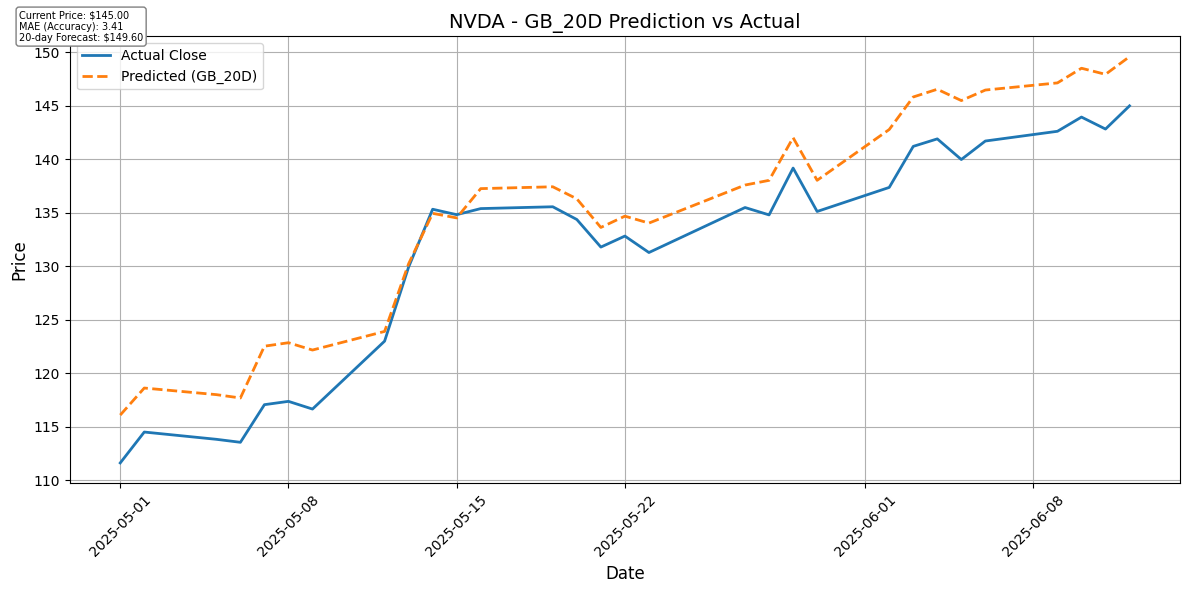 NVDA - GB_20D Prediction vs Actual
Current Price: $145.00
MAE (Accuracy): 3.41
20-day Forecast: $149.60
Actual Close
Predicted (GB_20D)
Price
150
145
140
135
130
125
120
115
110
2025-05-01
2025-05-08
2025-05-15
2025-05-22
2025-06-01
2025-06-08
Date